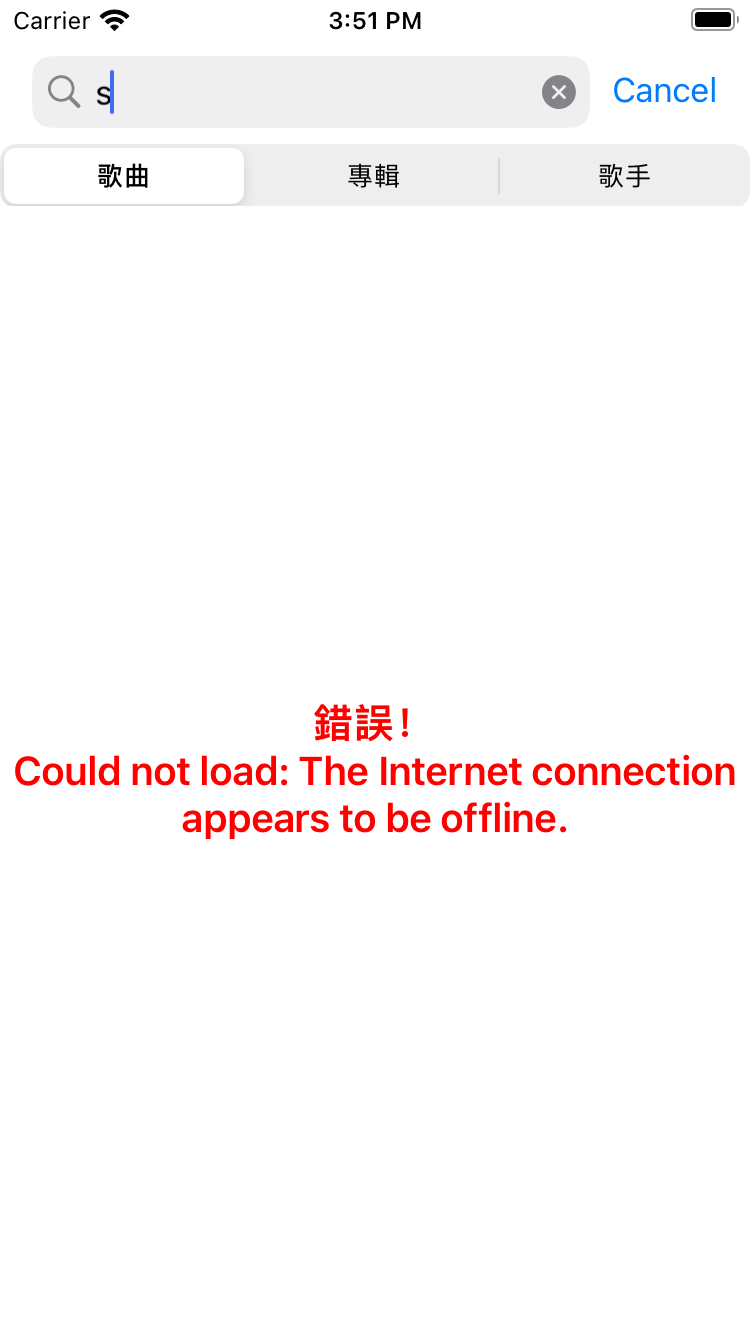 Carrier 3:51 PM
s Cancel
歌曲 專輯 歌手
錯誤！
Could not load: The Internet connection
appears to be offline.